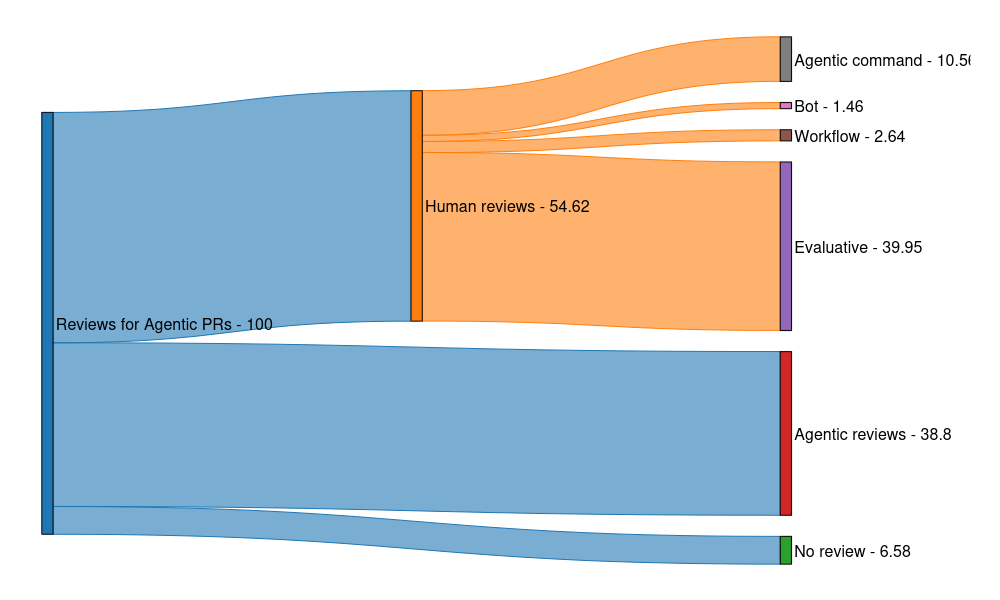 Agentic command - 10.56
Bot - 1.46
Workflow - 2.64
Human reviews - 54.62
Evaluative - 39.95
Reviews for Agentic PRs - 100
Agentic reviews - 38.8
No review - 6.58